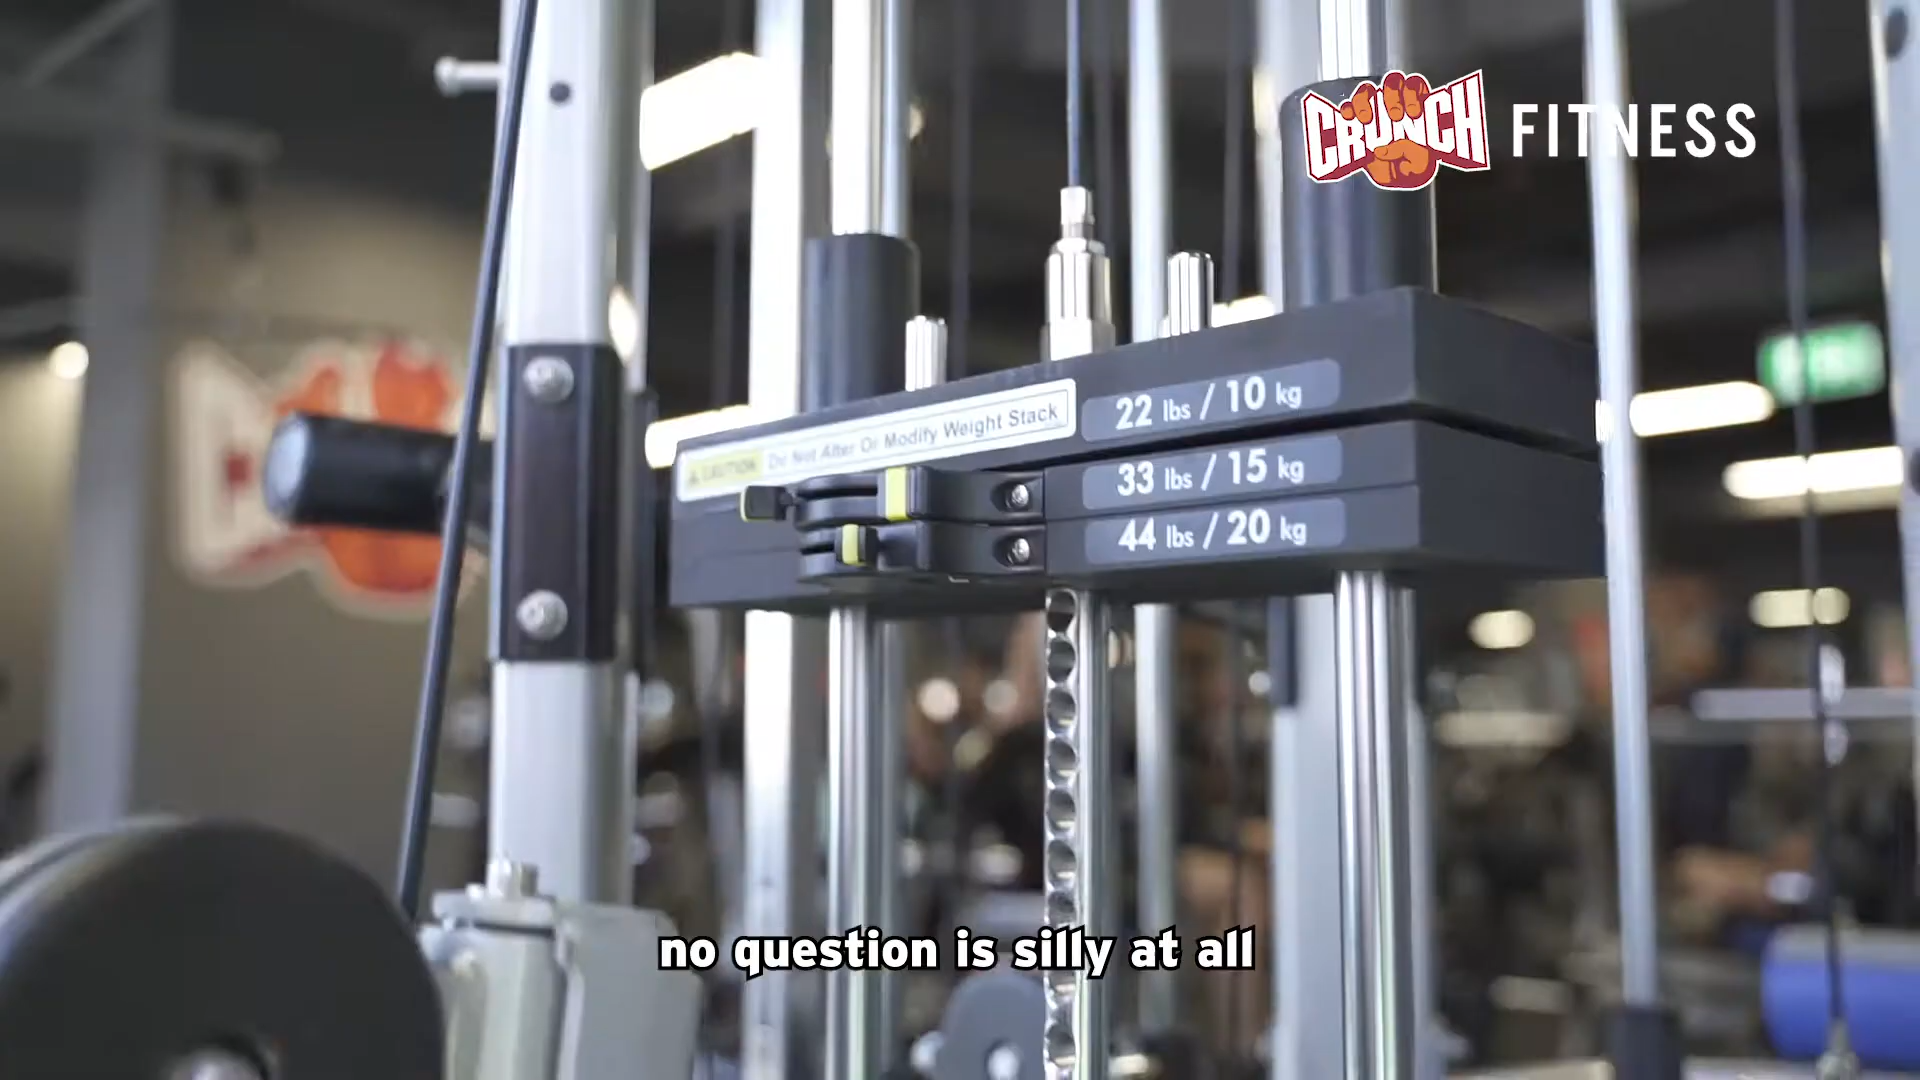 CRUNCH FITNESS
CAUTION Do Not Alter Or Modify Weight Stack
22 lbs / 10 kg
33 lbs / 15 kg
44 lbs / 20 kg
no question is silly at all